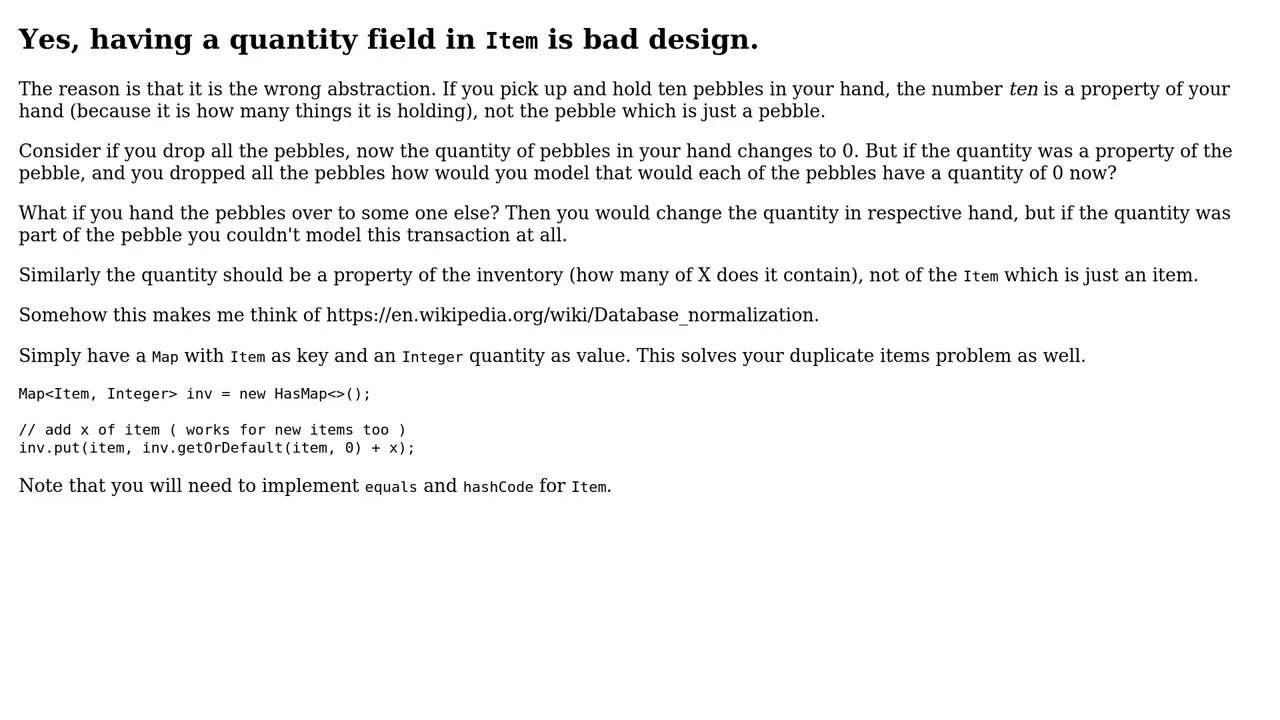 Yes, having a quantity field in Item is bad design.
The reason is that it is the wrong abstraction. If you pick up and hold ten pebbles in your hand, the number ten is a property of your
hand (because it is how many things it is holding), not the pebble which is just a pebble.
Consider if you drop all the pebbles, now the quantity of pebbles in your hand changes to 0. But if the quantity was a property of the
pebble, and you dropped all the pebbles how would you model that would each of the pebbles have a quantity of 0 now?
What if you hand the pebbles over to some one else? Then you would change the quantity in respective hand, but if the quantity was
part of the pebble you couldn't model this transaction at all.
Similarly the quantity should be a property of the inventory (how many of X does it contain), not of the Item which is just an item.
Somehow this makes me think of https://en.wikipedia.org/wiki/Database_normalization.
Simply have a Map with Item as key and an Integer quantity as value. This solves your duplicate items problem as well.
Map<Item, Integer> inv = new HasMap<>();
// add x of item ( works for new items too )
inv.put(item, inv.getOrDefault(item, 0) + x);
Note that you will need to implement equals and hashCode for Item.